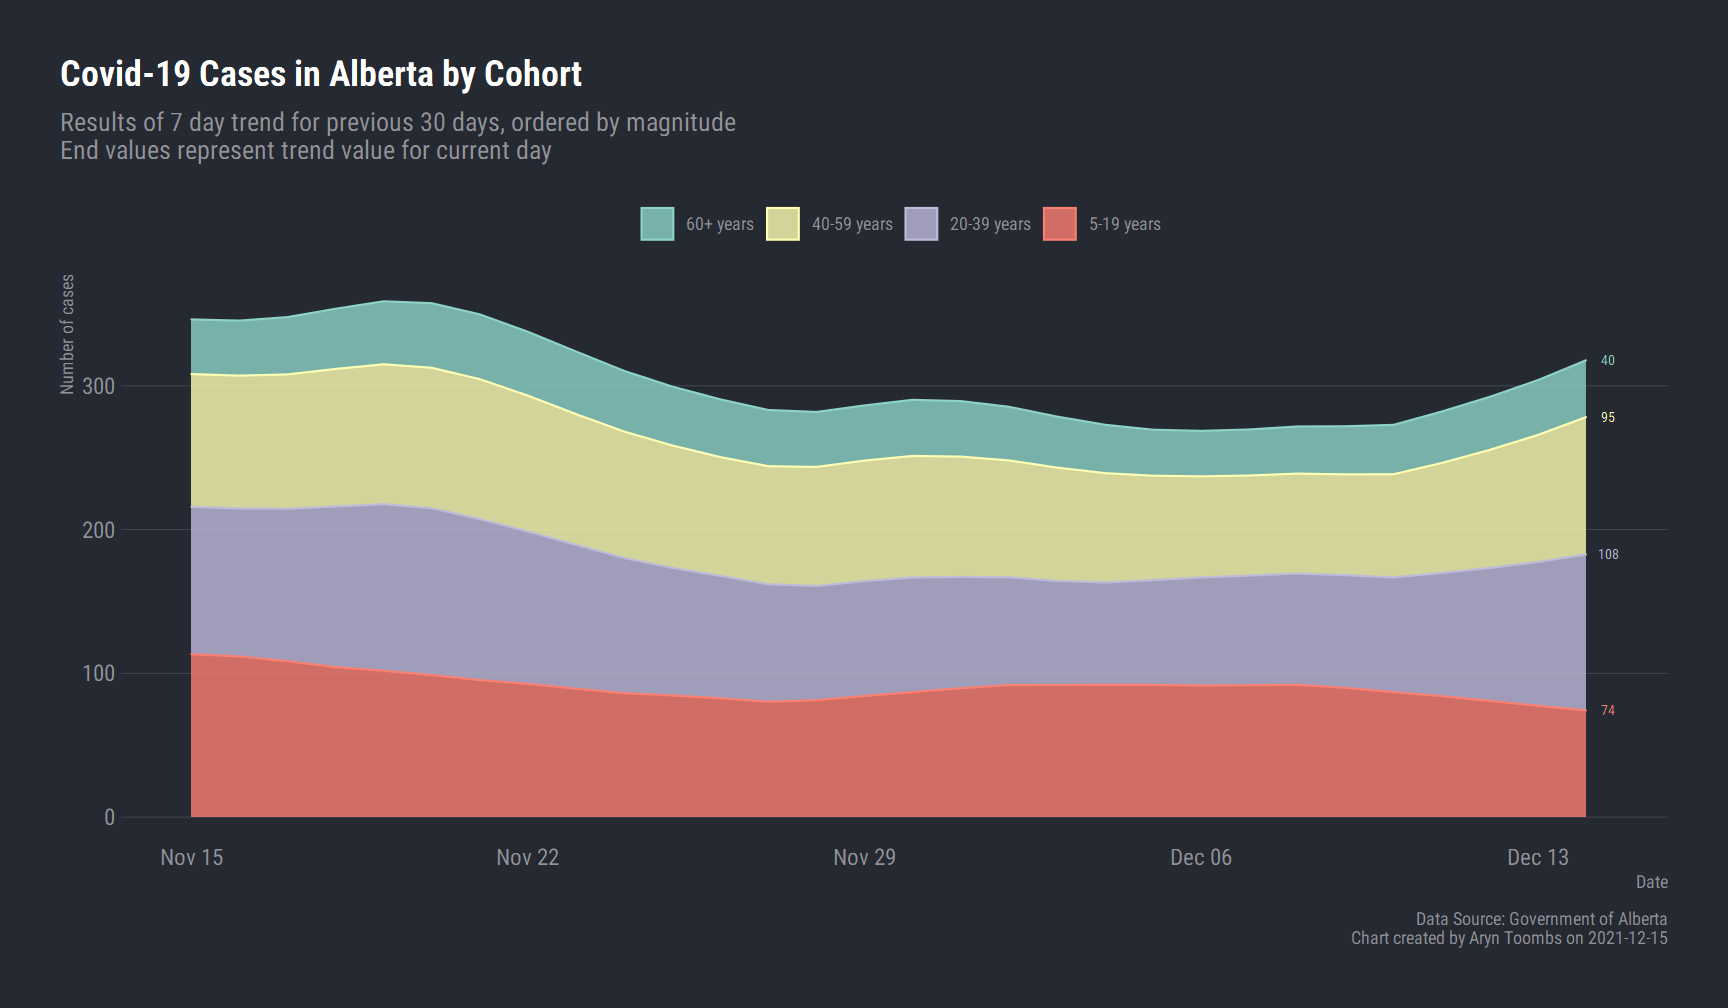 Covid-19 Cases in Alberta by Cohort
Results of 7 day trend for previous 30 days, ordered by magnitude
End values represent trend value for current day
60+ years
40-59 years
20-39 years
5-19 years
Number of cases
300
200
100
0
40
95
108
74
Nov 15
Nov 22
Nov 29
Dec 06
Dec 13
Date
Data Source: Government of Alberta
Chart created by Aryn Toombs on 2021-12-15